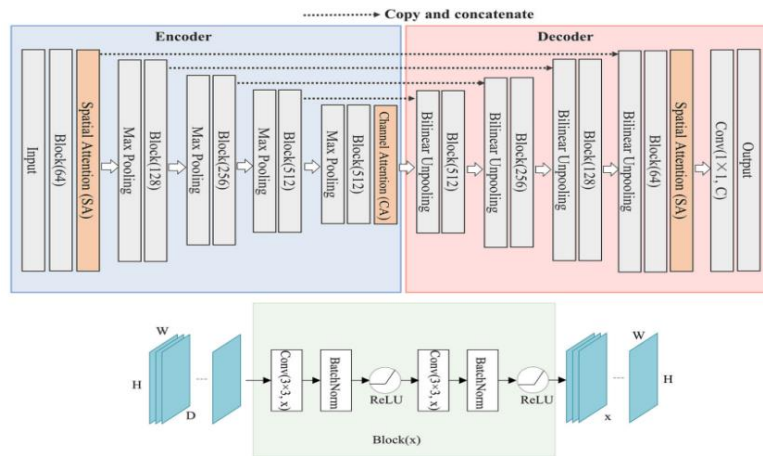 Copy and concatenate
Encoder
Decoder
Input
Block(64)
Spatial Attention (SA)
Max Pooling
Block(128)
Max Pooling
Block(256)
Max Pooling
Block(512)
Max Pooling
Block(512)
Channel Attention (CA)
Bilinear Unpooling
Block(512)
Bilinear Unpooling
Block(256)
Bilinear Unpooling
Block(128)
Bilinear Unpooling
Block(64)
Spatial Attention (SA)
Conv(1×1, C)
Output
W
H
D
Conv(3×3, x)
BatchNorm
ReLU
Conv(3×3, x)
BatchNorm
ReLU
W
H
x
Block(x)